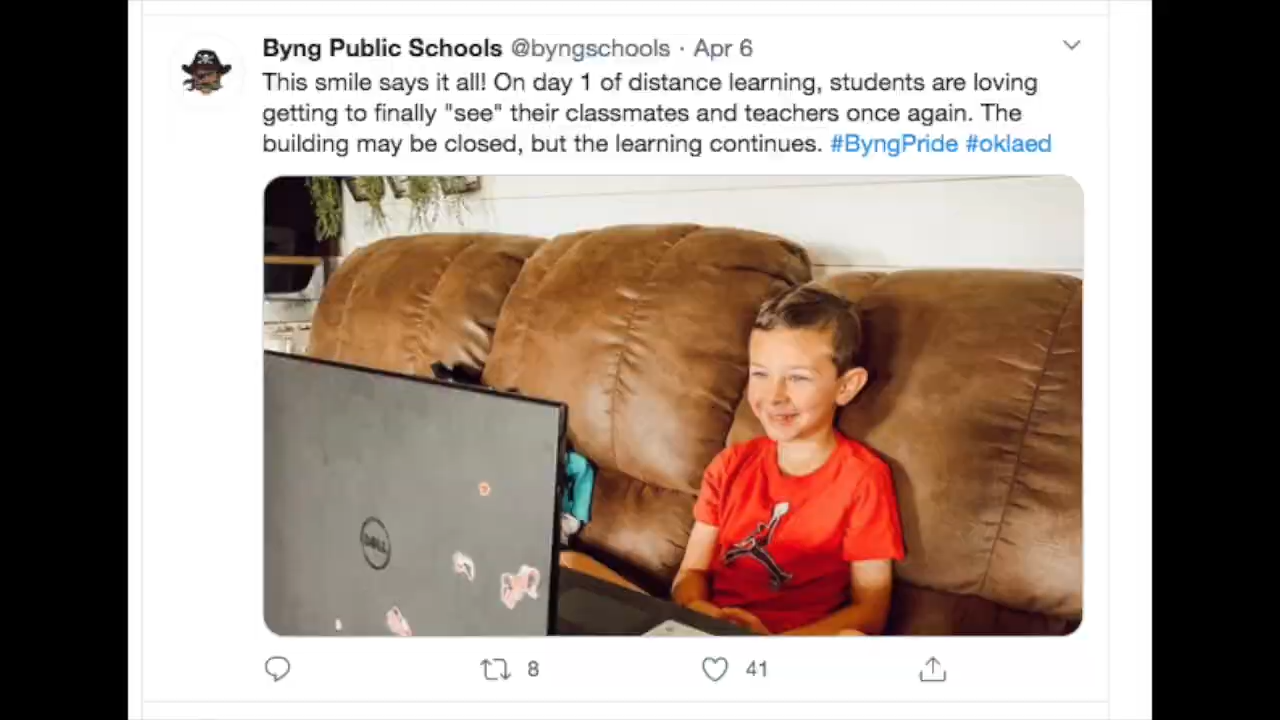 Byng Public Schools @byngschools · Apr 6
This smile says it all! On day 1 of distance learning, students are loving
getting to finally "see" their classmates and teachers once again. The
building may be closed, but the learning continues. #ByngPride #oklaed
DELL
8 41